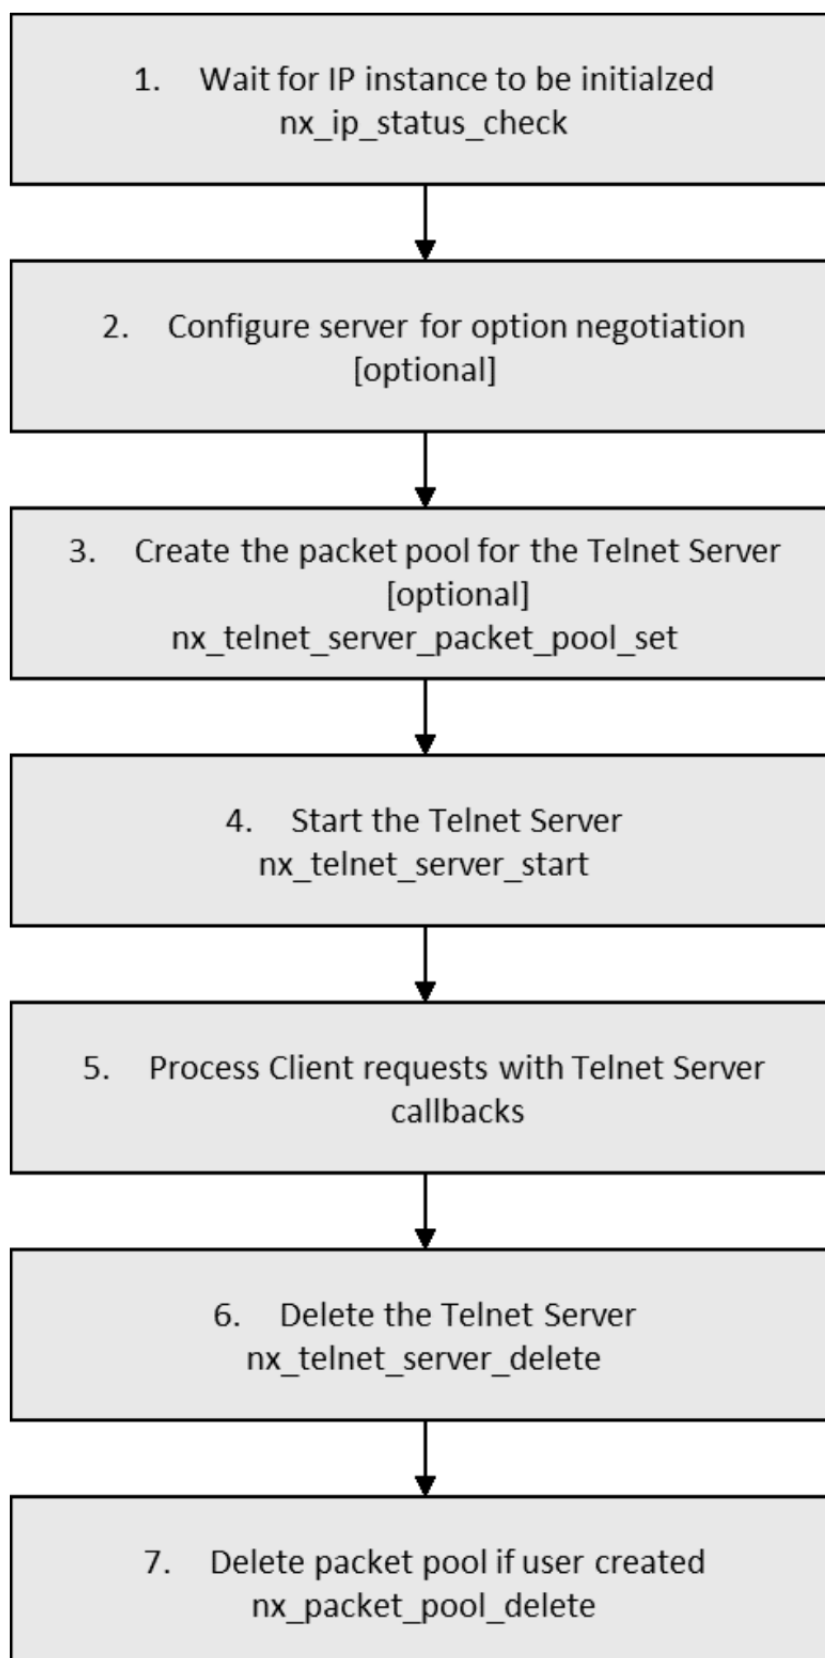 1. Wait for IP instance to be initialzed
nx_ip_status_check
2. Configure server for option negotiation
[optional]
3. Create the packet pool for the Telnet Server
[optional]
nx_telnet_server_packet_pool_set
4. Start the Telnet Server
nx_telnet_server_start
5. Process Client requests with Telnet Server
callbacks
6. Delete the Telnet Server
nx_telnet_server_delete
7. Delete packet pool if user created
nx_packet_pool_delete